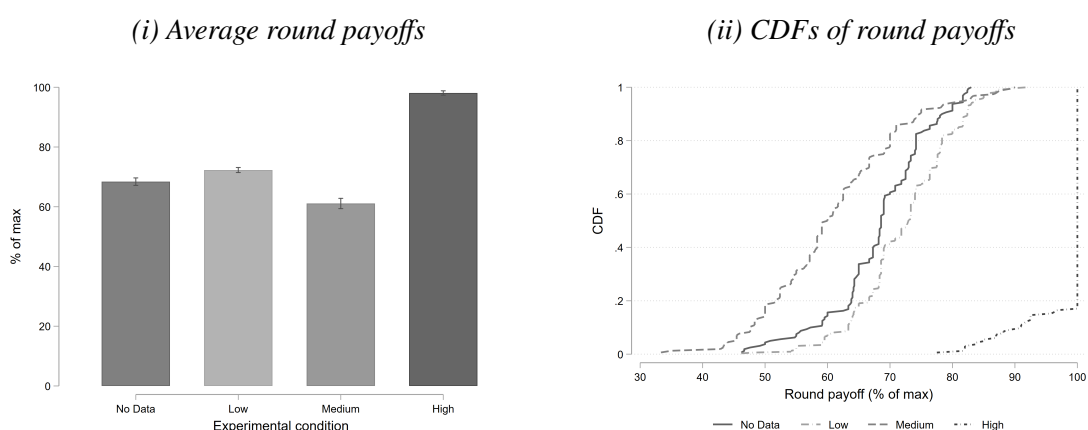 (i) Average round payoffs
(ii) CDFs of round payoffs
% of max
100
80
60
40
20
0
No Data
Low
Medium
High
Experimental condition
CDF
1
.8
.6
.4
.2
0
30
40
50
60
70
80
90
100
Round payoff (% of max)
No Data
Low
Medium
High